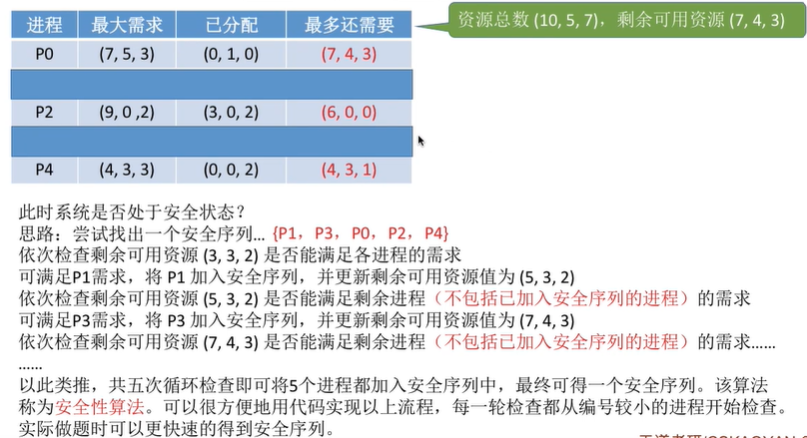 进程 最大需求 已分配 最多还需要
资源总数 (10, 5, 7)，剩余可用资源 (7, 4, 3)
P0 (7, 5, 3) (0, 1, 0) (7, 4, 3)
P2 (9, 0 ,2) (3, 0, 2) (6, 0, 0)
P4 (4, 3, 3) (0, 0, 2) (4, 3, 1)
此时系统是否处于安全状态？
思路：尝试找出一个安全序列... {P1，P3，P0，P2，P4}
依次检查剩余可用资源 (3, 3, 2) 是否能满足各进程的需求
可满足P1需求，将 P1 加入安全序列，并更新剩余可用资源值为 (5, 3, 2)
依次检查剩余可用资源 (5, 3, 2) 是否能满足剩余进程（不包括已加入安全序列的进程）的需求
可满足P3需求，将 P3 加入安全序列，并更新剩余可用资源值为 (7, 4, 3)
依次检查剩余可用资源 (7, 4, 3) 是否能满足剩余进程（不包括已加入安全序列的进程）的需求......
......
以此类推，共五次循环检查即可将5个进程都加入安全序列中，最终可得一个安全序列。该算法
称为安全性算法。可以很方便地用代码实现以上流程，每一轮检查都从编号较小的进程开始检查。
实际做题时可以更快速的得到安全序列。